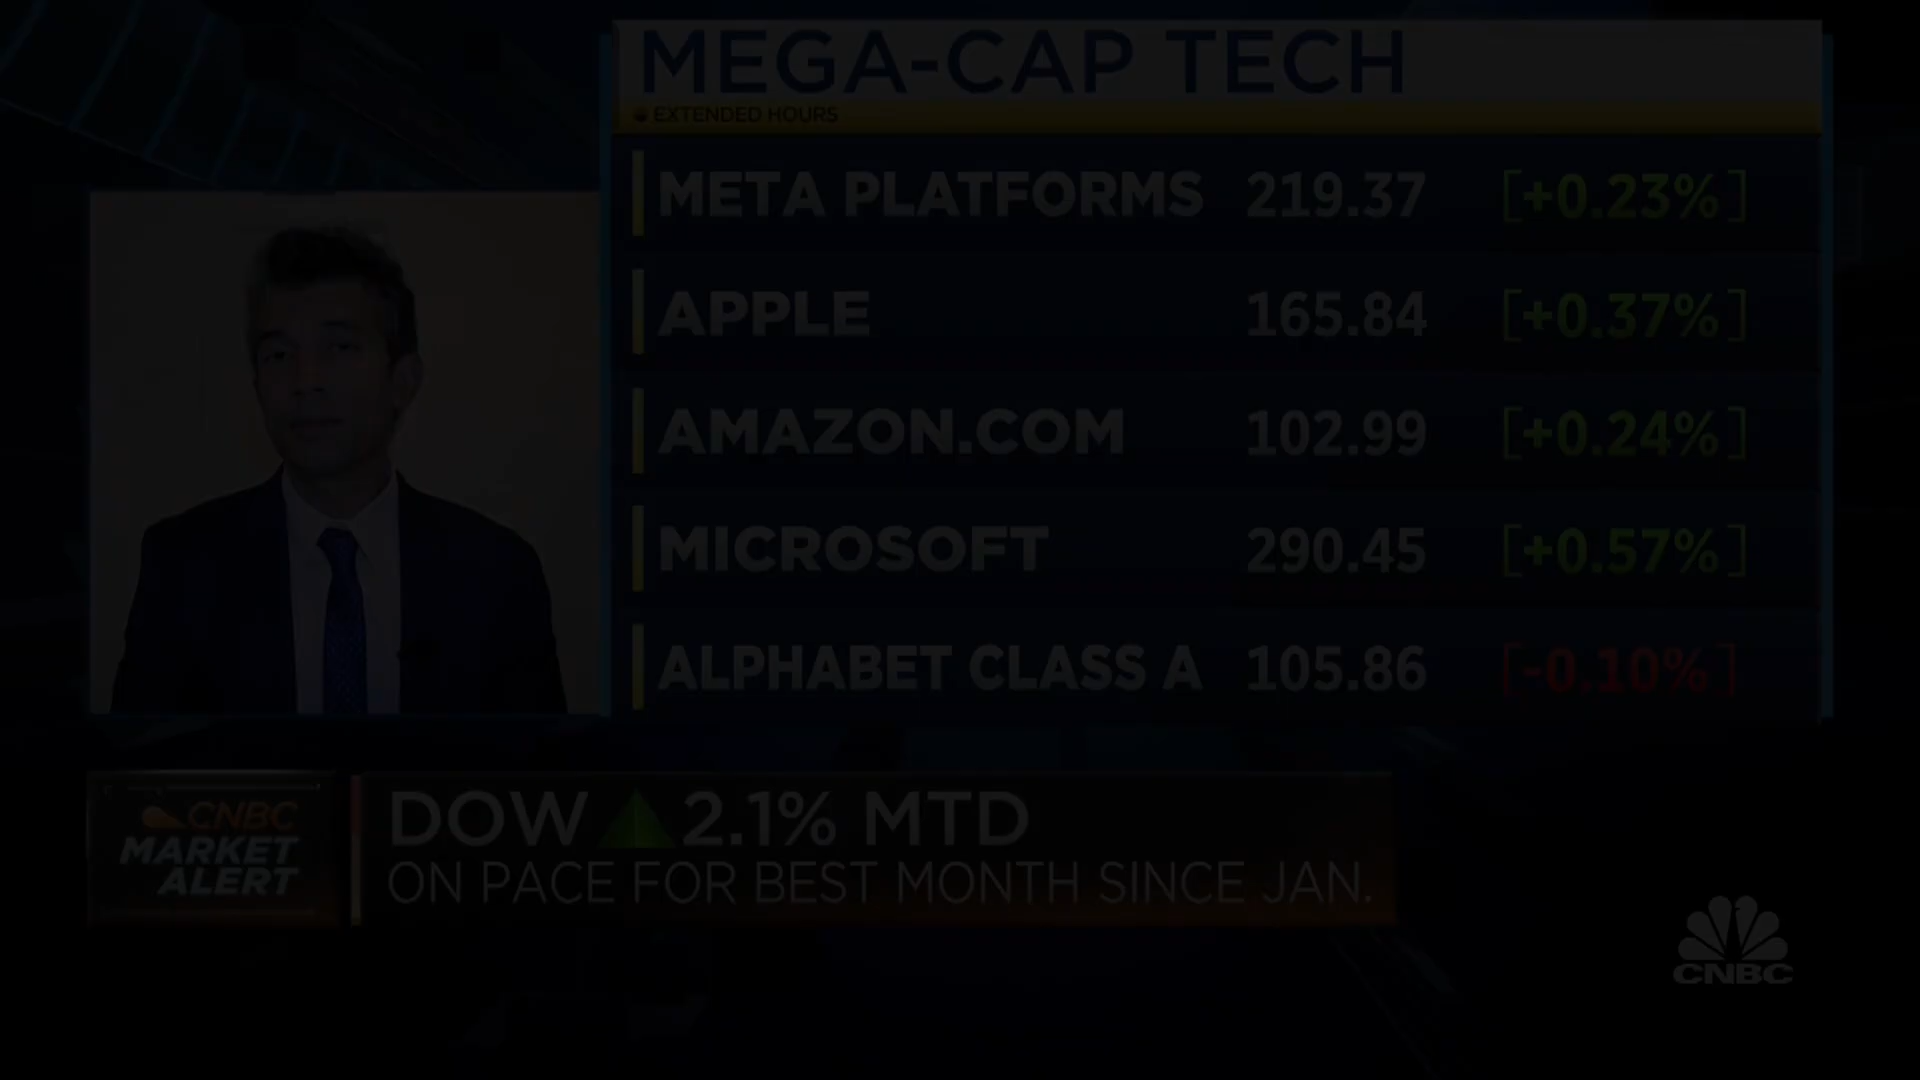 MEGA-CAP TECH
EXTENDED HOURS
META PLATFORMS 219.37 [+0.23%]
APPLE 165.84 [+0.37%]
AMAZON.COM 102.99 [+0.24%]
MICROSOFT 290.45 [+0.57%]
ALPHABET CLASS A 105.86 [-0.10%]
CNBC
MARKET
ALERT
DOW ▲ 2.1% MTD
ON PACE FOR BEST MONTH SINCE JAN.
CNBC